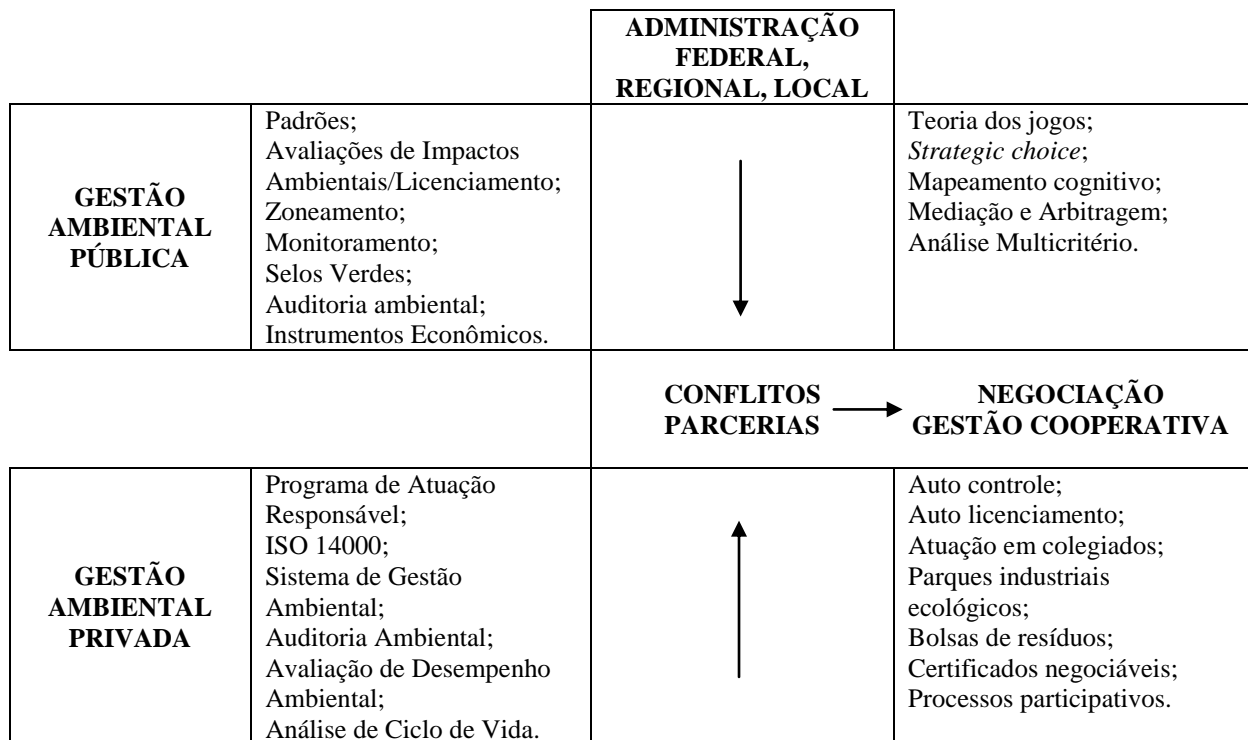 ADMINISTRAÇÃO
FEDERAL,
REGIONAL, LOCAL
GESTÃO
AMBIENTAL
PÚBLICA
Padrões;
Avaliações de Impactos
Ambientais/Licenciamento;
Zoneamento;
Monitoramento;
Selos Verdes;
Auditoria ambiental;
Instrumentos Econômicos.
Teoria dos jogos;
Strategic choice;
Mapeamento cognitivo;
Mediação e Arbitragem;
Análise Multicritério.
CONFLITOS
PARCERIAS
NEGOCIAÇÃO
GESTÃO COOPERATIVA
GESTÃO
AMBIENTAL
PRIVADA
Programa de Atuação
Responsável;
ISO 14000;
Sistema de Gestão
Ambiental;
Auditoria Ambiental;
Avaliação de Desempenho
Ambiental;
Análise de Ciclo de Vida.
Auto controle;
Auto licenciamento;
Atuação em colegiados;
Parques industriais
ecológicos;
Bolsas de resíduos;
Certificados negociáveis;
Processos participativos.